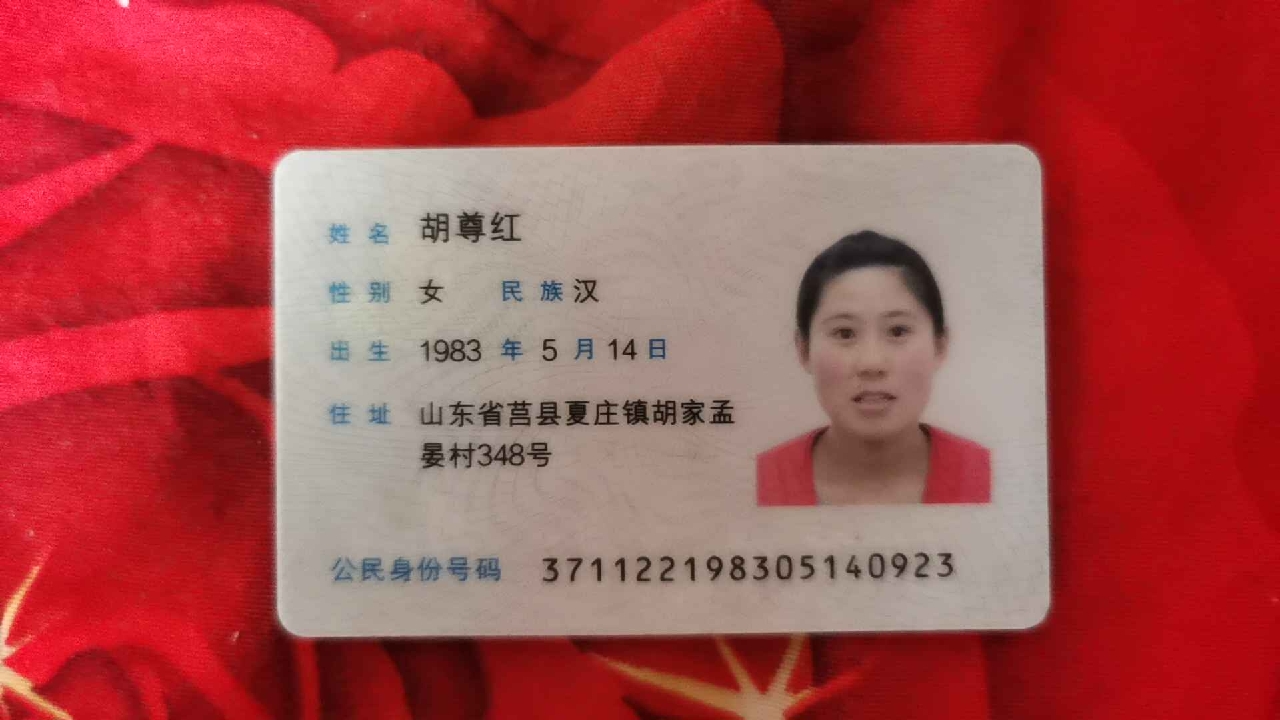 姓名 胡尊红
性别 女 民族 汉
出生 1983 年 5 月 14 日
住址 山东省莒县夏庄镇胡家孟
晏村348号
公民身份号码 371122198305140923